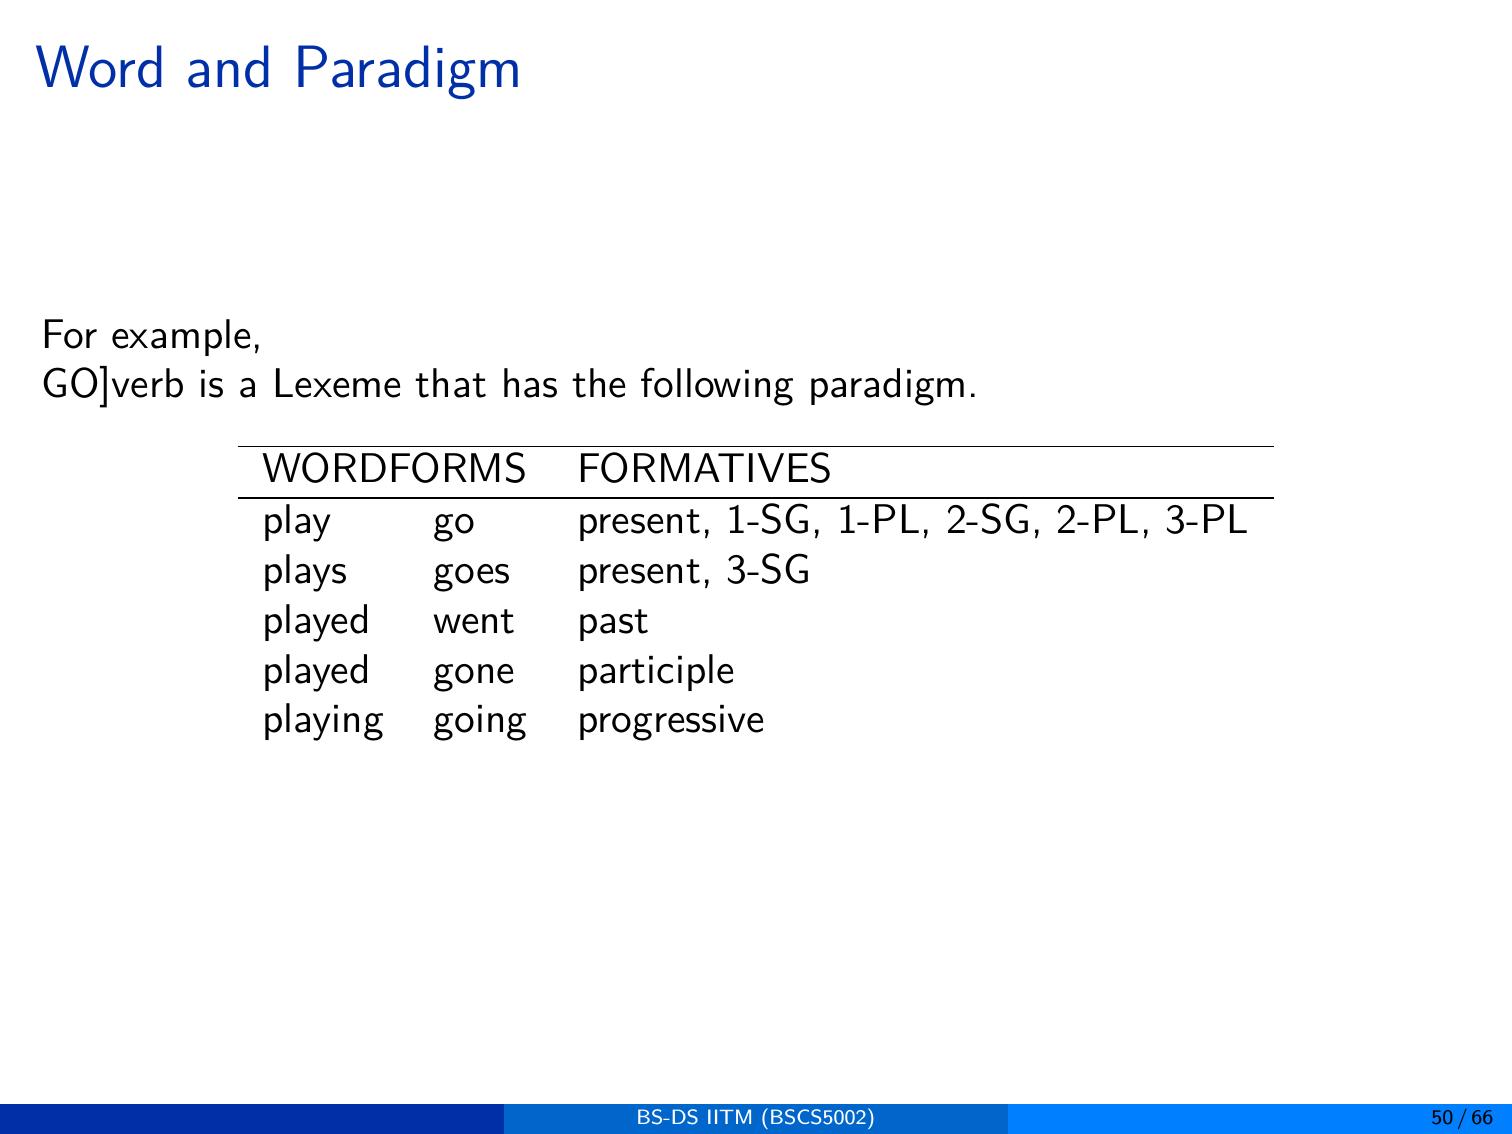 Word and Paradigm
For example,
GO]verb is a Lexeme that has the following paradigm.
WORDFORMS FORMATIVES
play go present, 1-SG, 1-PL, 2-SG, 2-PL, 3-PL
plays goes present, 3-SG
played went past
played gone participle
playing going progressive
BS-DS IITM (BSCS5002) 50 / 66